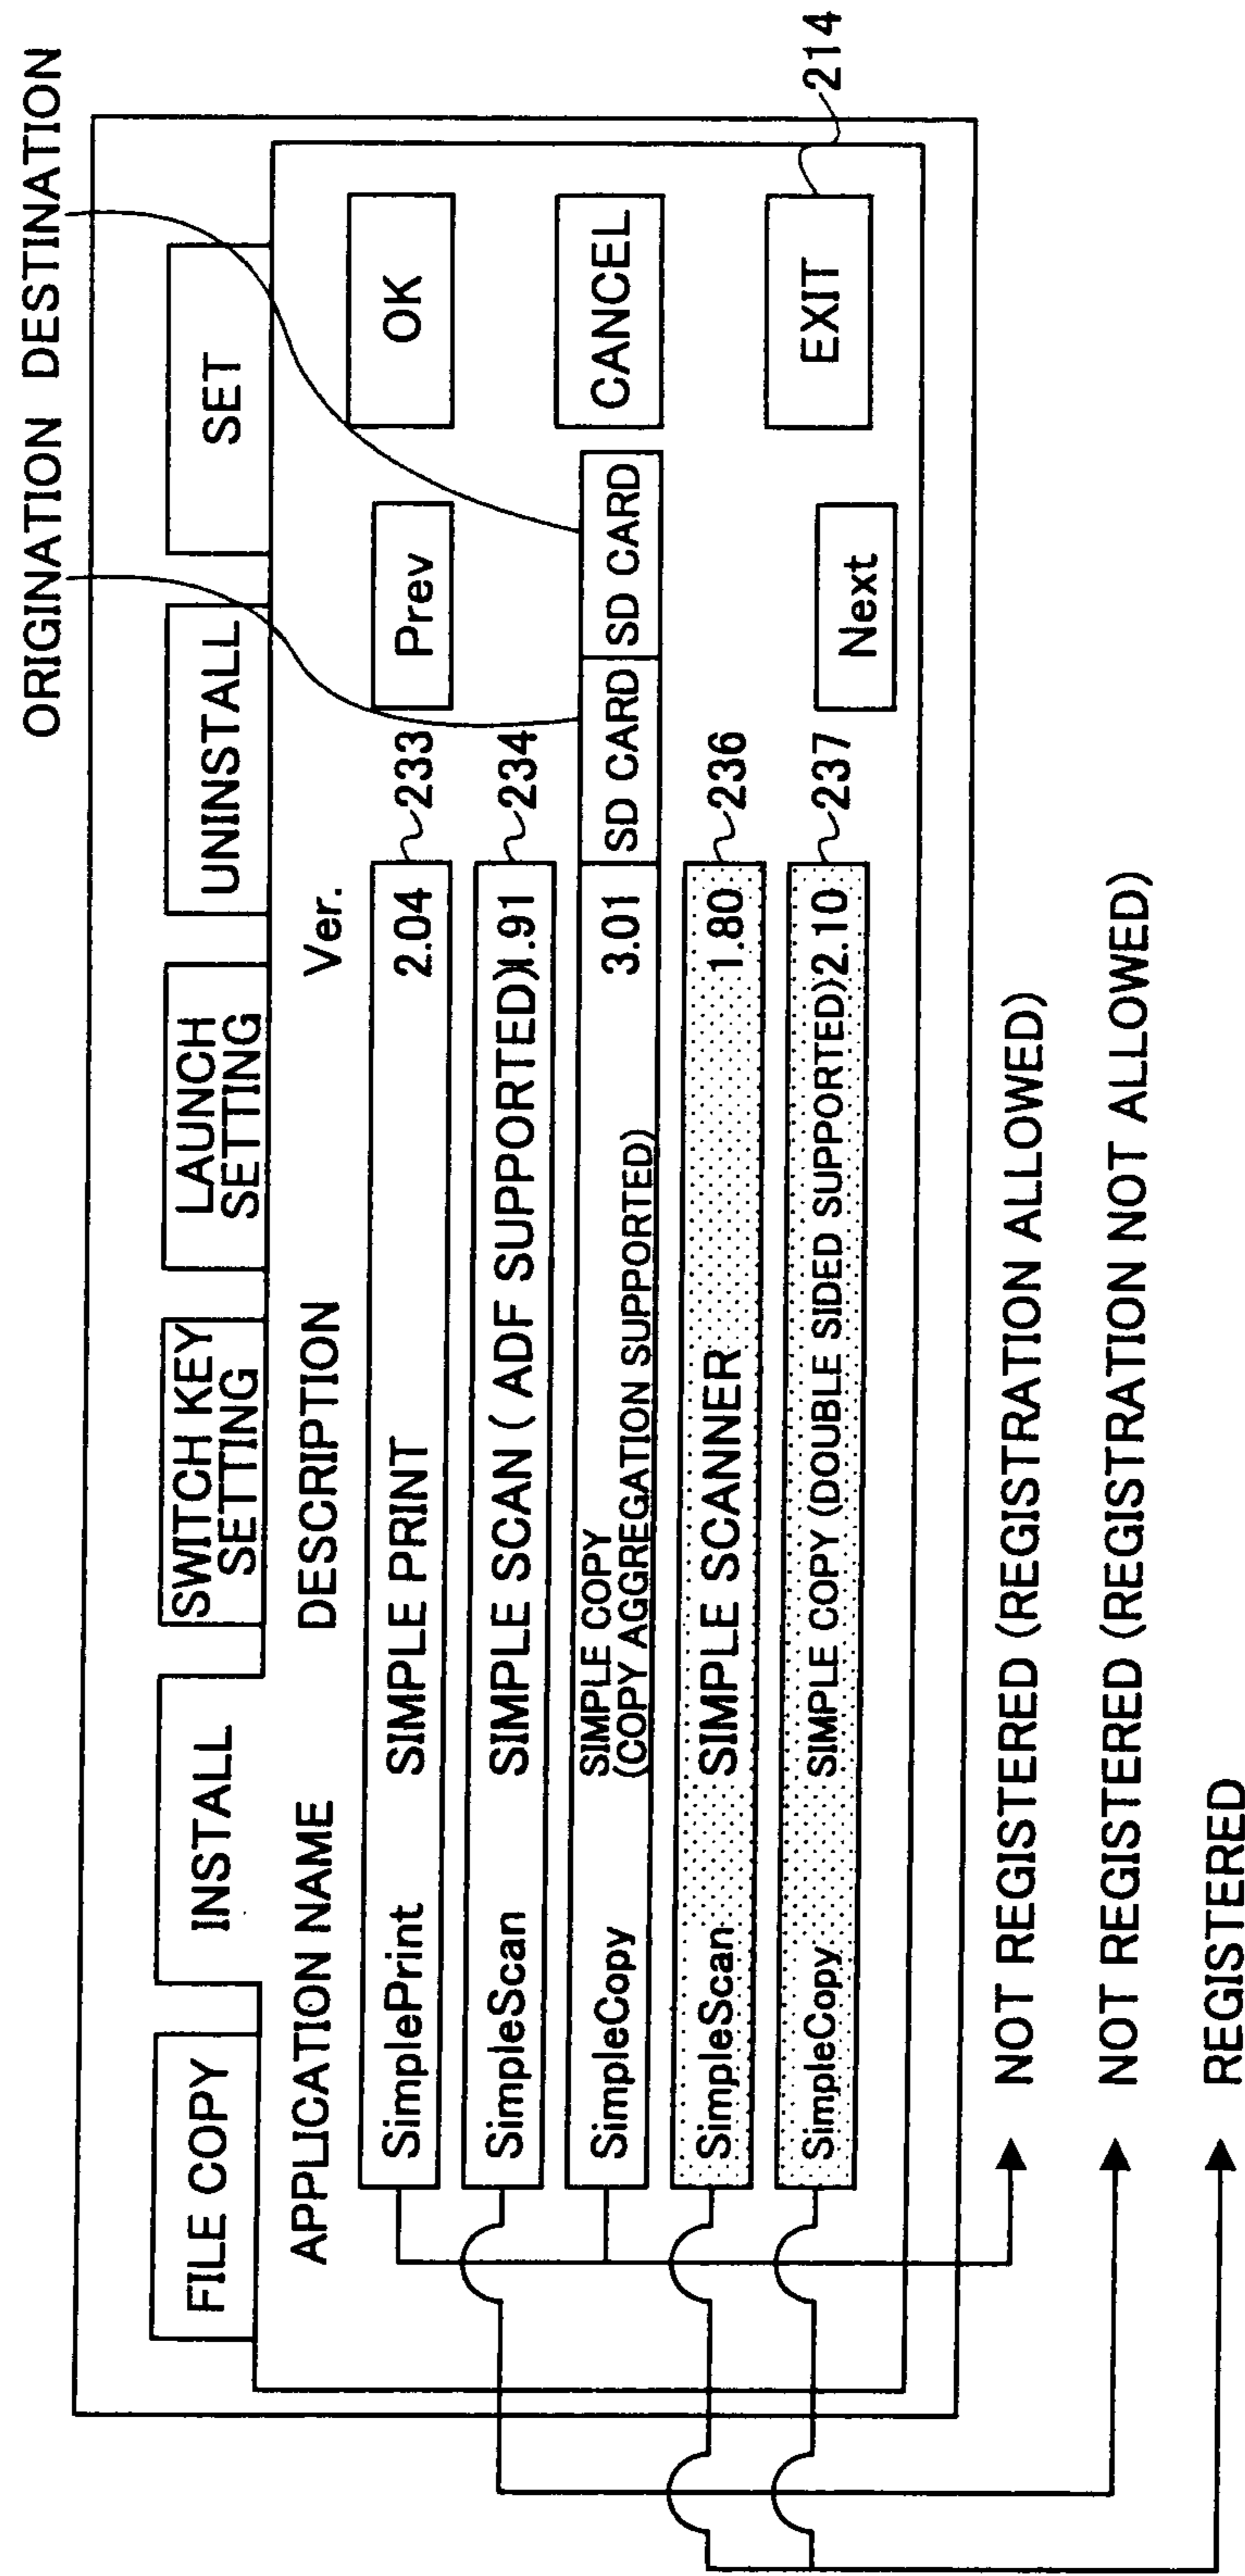 ORIGINATION DESTINATION
FILE COPY
INSTALL
SWITCH KEY
SETTING
LAUNCH
SETTING
UNINSTALL
SET
APPLICATION NAME
DESCRIPTION
Ver.
SimplePrint SIMPLE PRINT 2.04 233
Prev
OK
SimpleScan SIMPLE SCAN ( ADF SUPPORTED) 1.91 234
SimpleCopy
SIMPLE COPY
(COPY AGGREGATION SUPPORTED)
3.01 SD CARD SD CARD
CANCEL
SimpleScan SIMPLE SCANNER 1.80 236
SimpleCopy SIMPLE COPY (DOUBLE SIDED SUPPORTED) 2.10 237
Next
EXIT
214
NOT REGISTERED (REGISTRATION ALLOWED)
NOT REGISTERED (REGISTRATION NOT ALLOWED)
REGISTERED